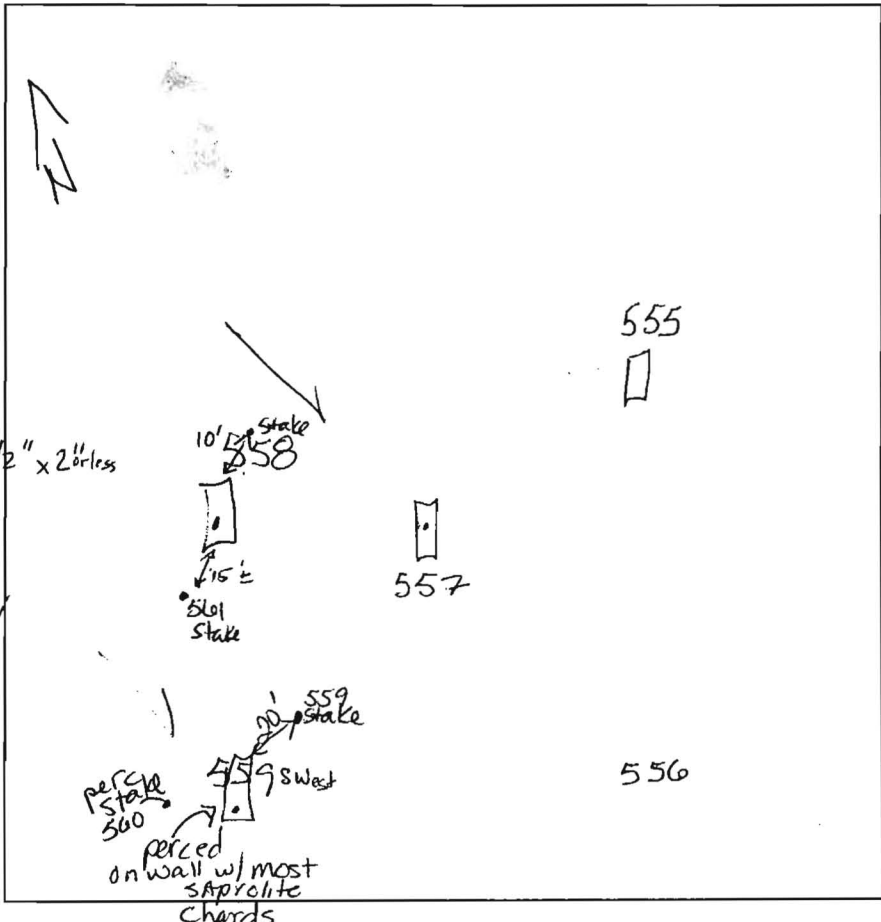 N
555
Stake
10'
558
1/2" x 2" or less
15'±
557
561
Stake
559
Stake
20'
559 SWest
556
perc
Stake
560
perced
on wall w/ most
SAprolite
Chards